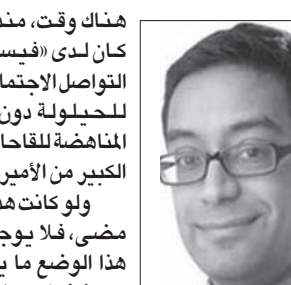 هناك وقت، منذ
كان لدى «فيس
التواصل الاجتما
للحيلولة دون
المناهضة للقاحا
الكبير من الأمير
ولو كانت هذ
مضى، فلا يوج
هذا الوضع ما ي